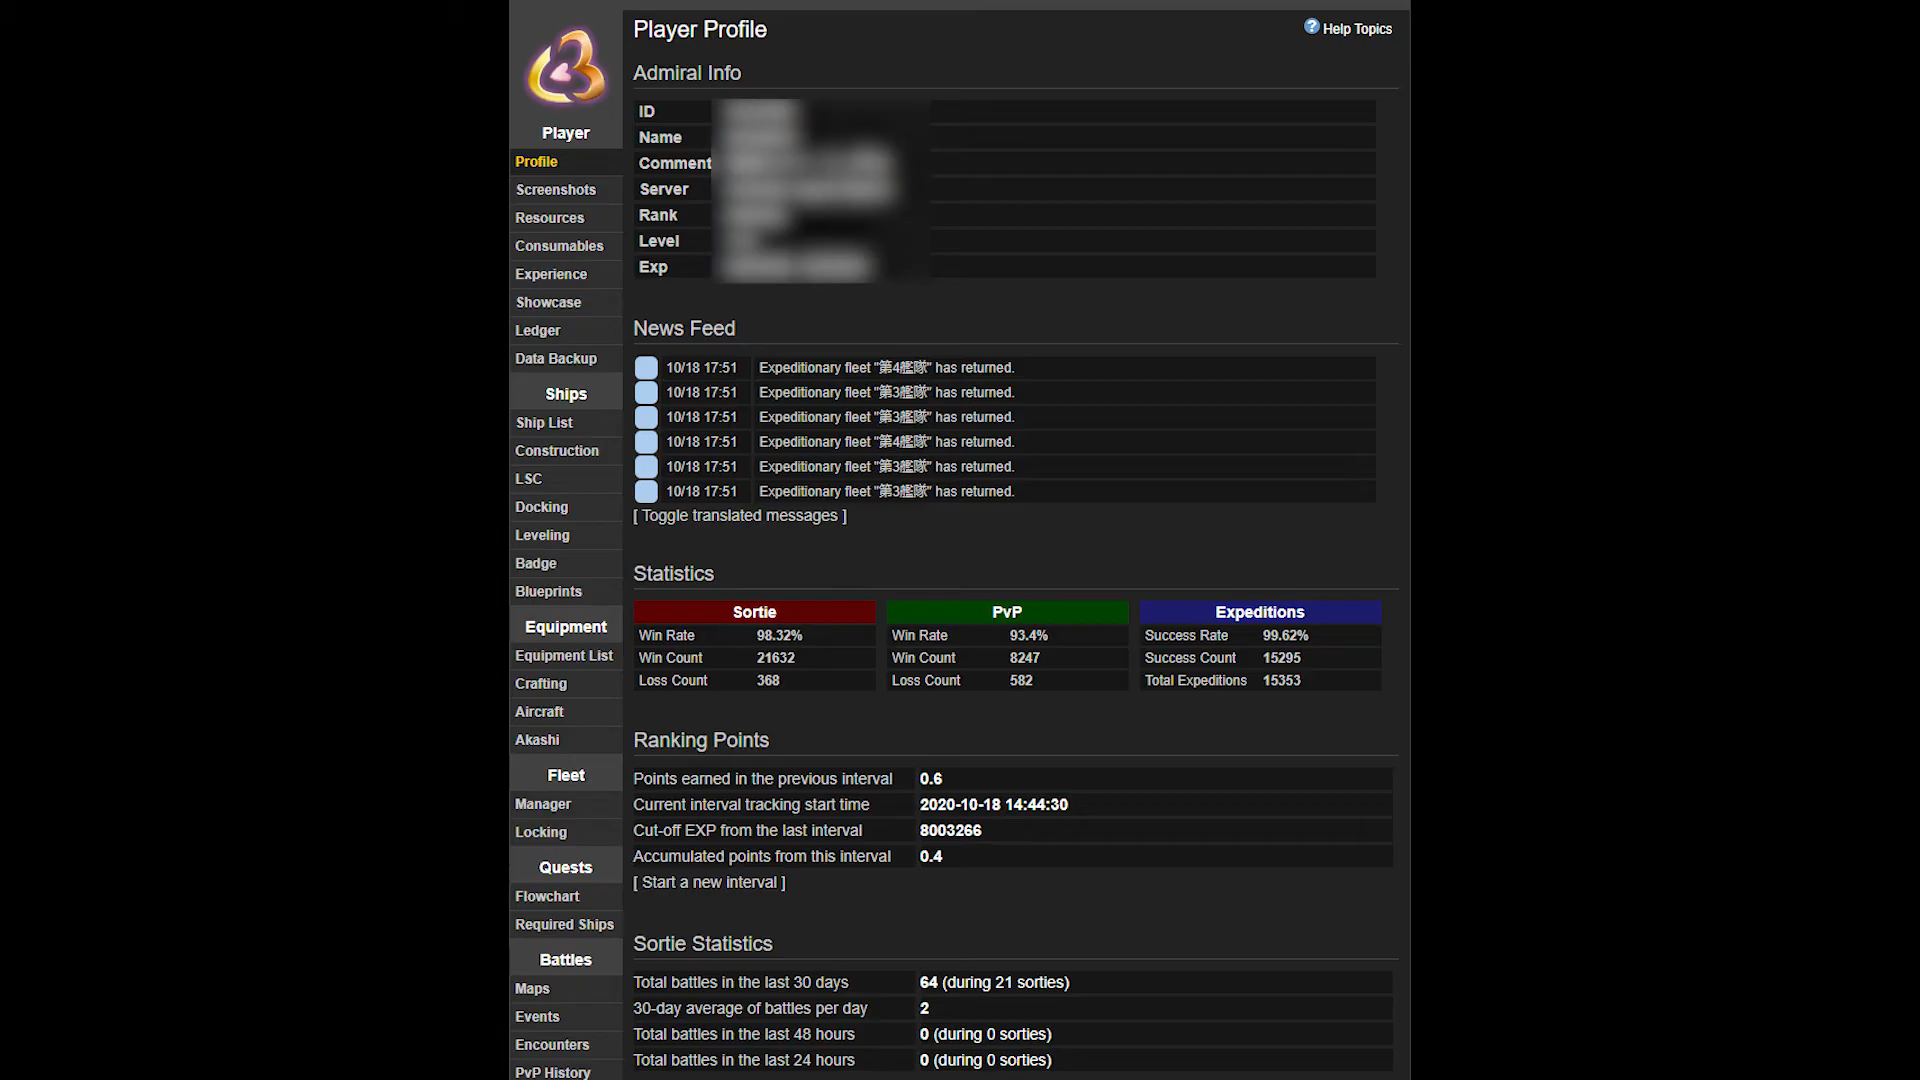 Player Profile
Help Topics
Admiral Info
ID
Name
Comment
Server
Rank
Level
Exp
Player
Profile
Screenshots
Resources
Consumables
Experience
Showcase
Ledger
Data Backup
Ships
Ship List
Construction
LSC
Docking
Leveling
Badge
Blueprints
Equipment
Equipment List
Crafting
Aircraft
Akashi
Fleet
Manager
Locking
Quests
Flowchart
Required Ships
Battles
Maps
Events
Encounters
PvP History
News Feed
10/18 17:51 Expeditionary fleet "第4艦隊" has returned.
10/18 17:51 Expeditionary fleet "第3艦隊" has returned.
10/18 17:51 Expeditionary fleet "第3艦隊" has returned.
10/18 17:51 Expeditionary fleet "第4艦隊" has returned.
10/18 17:51 Expeditionary fleet "第3艦隊" has returned.
10/18 17:51 Expeditionary fleet "第3艦隊" has returned.
[ Toggle translated messages ]
Statistics
Sortie
Win Rate 98.32%
Win Count 21632
Loss Count 368
PvP
Win Rate 93.4%
Win Count 8247
Loss Count 582
Expeditions
Success Rate 99.62%
Success Count 15295
Total Expeditions 15353
Ranking Points
Points earned in the previous interval 0.6
Current interval tracking start time 2020-10-18 14:44:30
Cut-off EXP from the last interval 8003266
Accumulated points from this interval 0.4
[ Start a new interval ]
Sortie Statistics
Total battles in the last 30 days 64 (during 21 sorties)
30-day average of battles per day 2
Total battles in the last 48 hours 0 (during 0 sorties)
Total battles in the last 24 hours 0 (during 0 sorties)